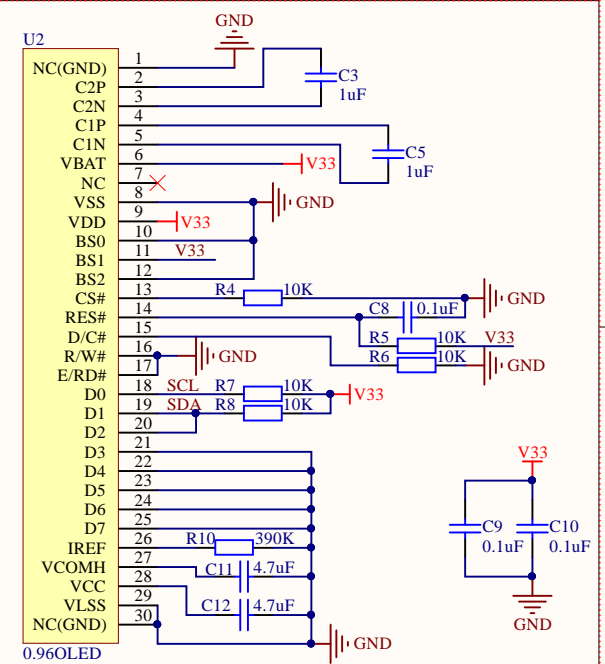 GND
U2
1
NC(GND)
2
C2P
C3
3
C2N
1uF
4
C1P
5
C1N
C5
6
VBAT
V33
1uF
7
NC
8
VSS
GND
9
VDD
V33
10
BS0
11
BS1
V33
12
BS2
13
CS#
R4
10K
GND
14
RES#
C8
0.1uF
15
D/C#
R5
10K
V33
16
R/W#
GND
R6
10K
GND
17
E/RD#
18
D0
SCL
R7
10K
V33
19
D1
SDA
R8
10K
20
D2
21
D3
22
D4
23
D5
24
D6
25
D7
26
IREF
R10
390K
27
VCOMH
C11
4.7uF
28
VCC
29
VLSS
C12
4.7uF
30
NC(GND)
GND
0.96OLED
V33
C9
0.1uF
C10
0.1uF
GND